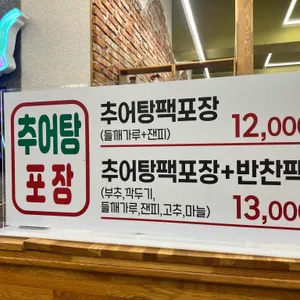 추어탕
포장
추어탕팩포장
(들깨가루+잰피) 12,000
추어탕팩포장+반찬팩
(부추,깍두기,
들깨가루,잰피,고추,마늘) 13,000